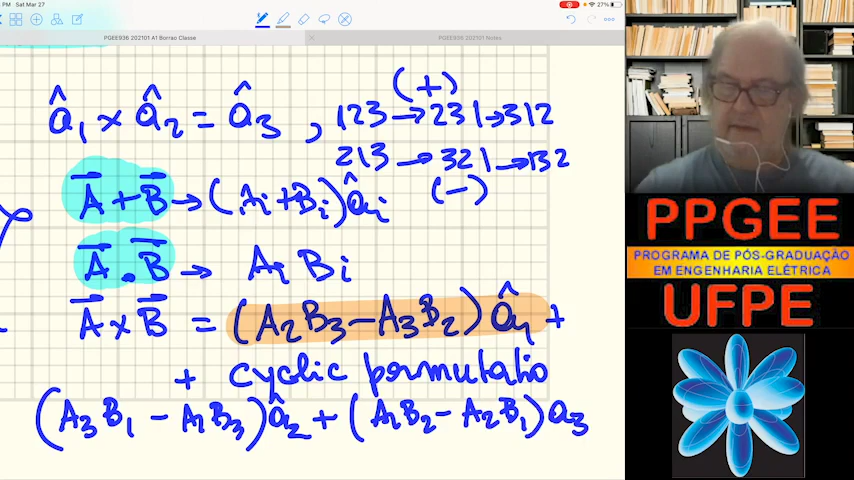 PM Sat Mar 27
27%
PGEE936 202101 A1 Borrao Classe
PGEE936 202101 Notes
â₁ × â₂ = â₃ , 123 → 231 → 312
(+)
213 → 321 → 132
(−)
A⃗ + B⃗ → (Ai + Bi) âi
A⃗ . B⃗ → Ai Bi
A⃗ × B⃗ = (A₂B₃ − A₃B₂) â₁ +
+ cyclic permutatio
(A₃B₁ − A₁B₃) â₂ + (A₁B₂ − A₂B₁) a₃
PPGEE
PROGRAMA DE PÓS-GRADUAÇÃO
EM ENGENHARIA ELÉTRICA
UFPE